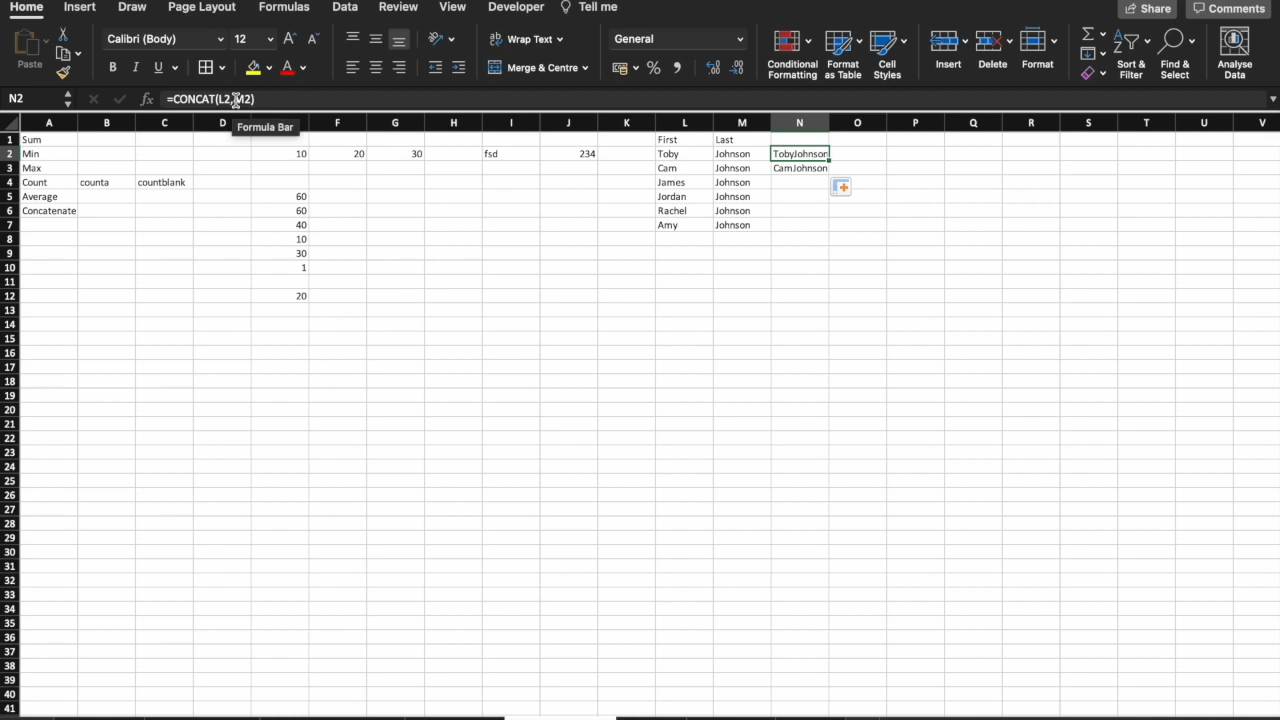 Home Insert Draw Page Layout Formulas Data Review View Developer Tell me Share Comments
Paste Calibri (Body) 12 A A Wrap Text General Conditional Formatting Format as Table Cell Styles Insert Delete Format Sort & Filter Find & Select Analyse Data
B I U A Merge & Centre %
N2 fx =CONCAT(L2,M2)
Formula Bar
A B C D F G H I J K L M N O P Q R S T U V
1 Sum First Last
2 Min 10 20 30 fsd 234 Toby Johnson TobyJohnson
3 Max Cam Johnson CamJohnson
4 Count counta countblank James Johnson
5 Average 60 Jordan Johnson
6 Concatenate 60 Rachel Johnson
7 40 Amy Johnson
8 10
9 30
10 1
11
12 20
13
14
15
16
17
18
19
20
21
22
23
24
25
26
27
28
29
30
31
32
33
34
35
36
37
38
39
40
41